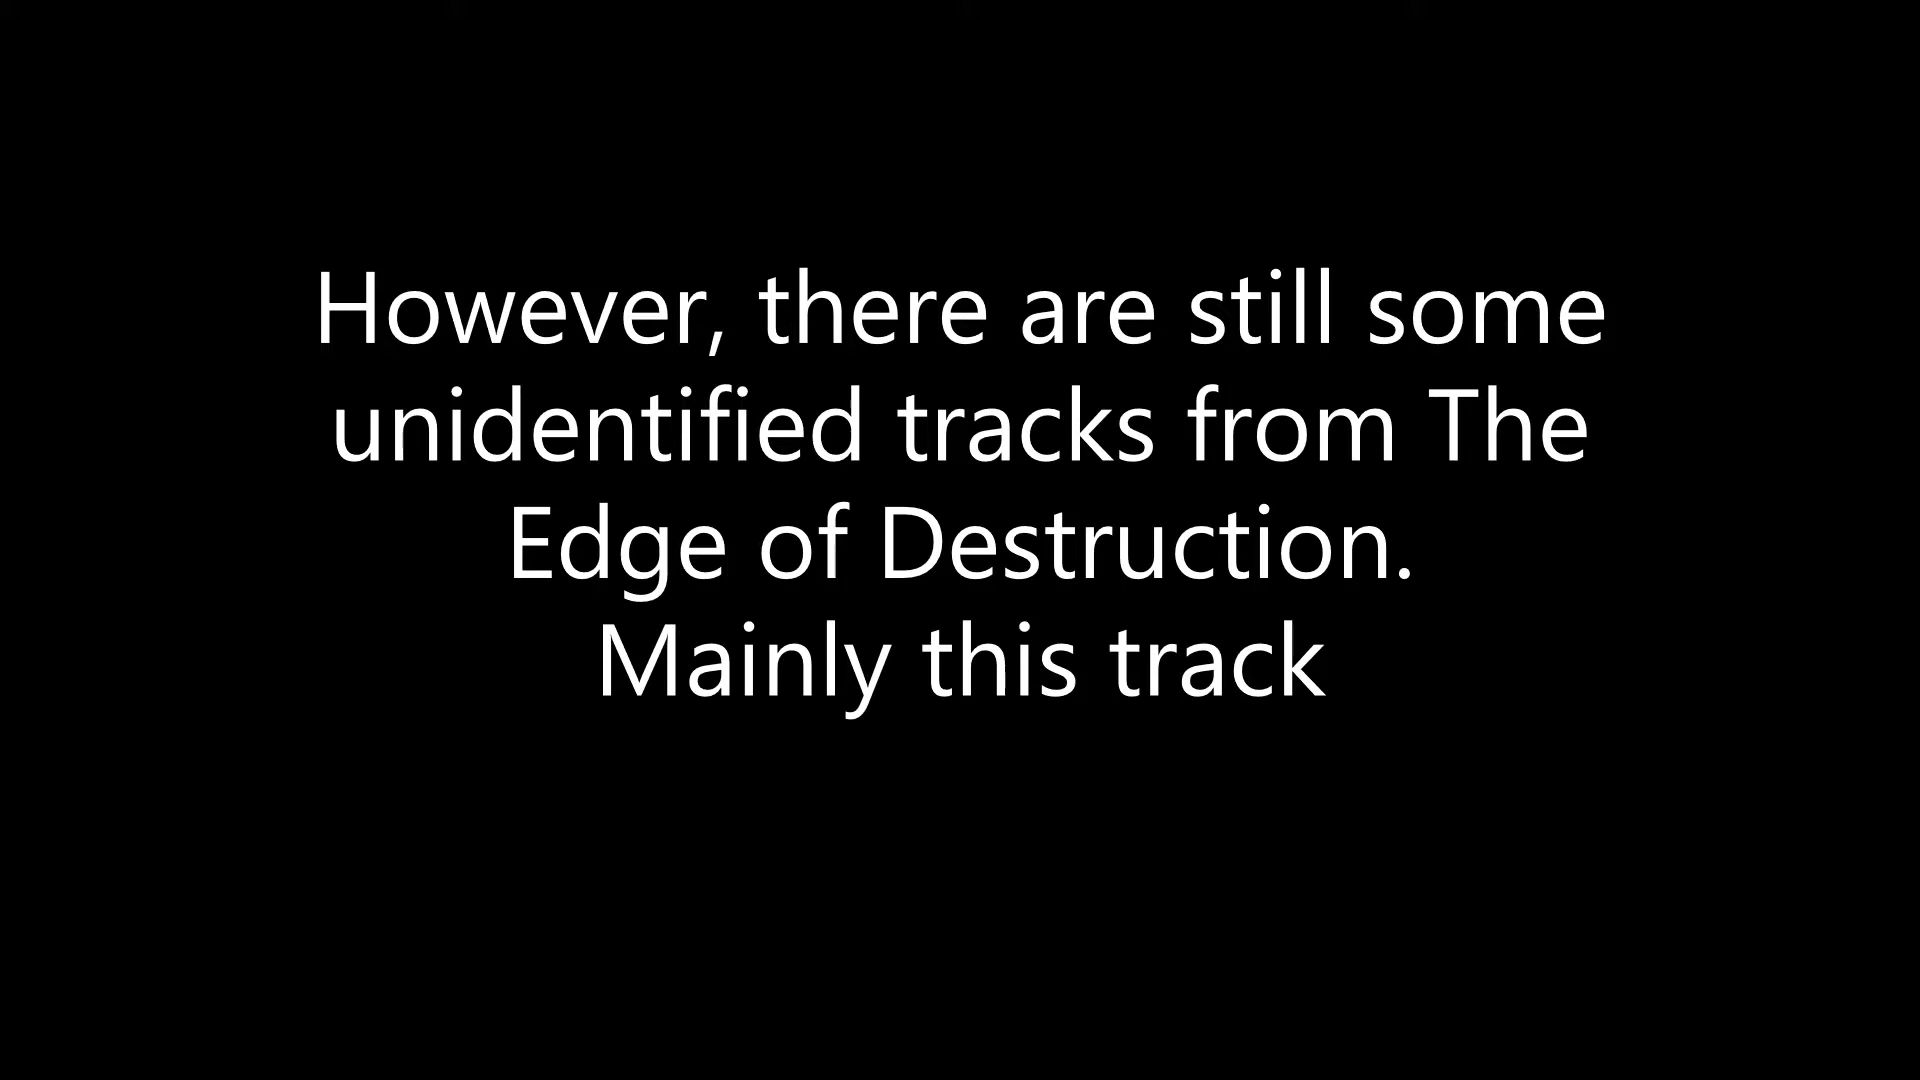 However, there are still some
unidentified tracks from The
Edge of Destruction.
Mainly this track